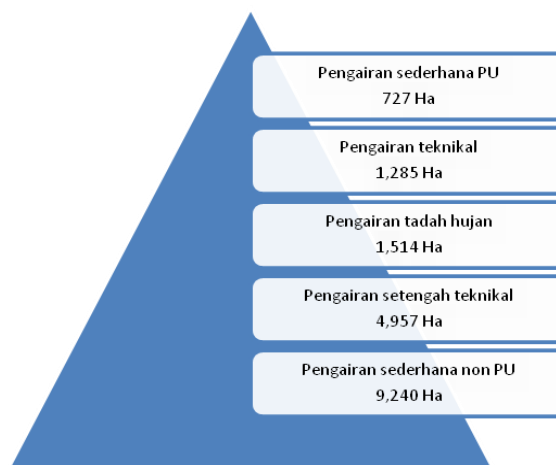 Pengairan sederhana PU
727 Ha
Pengairan teknikal
1,285 Ha
Pengairan tadah hujan
1,514 Ha
Pengairan setengah teknikal
4,957 Ha
Pengairan sederhana non PU
9,240 Ha